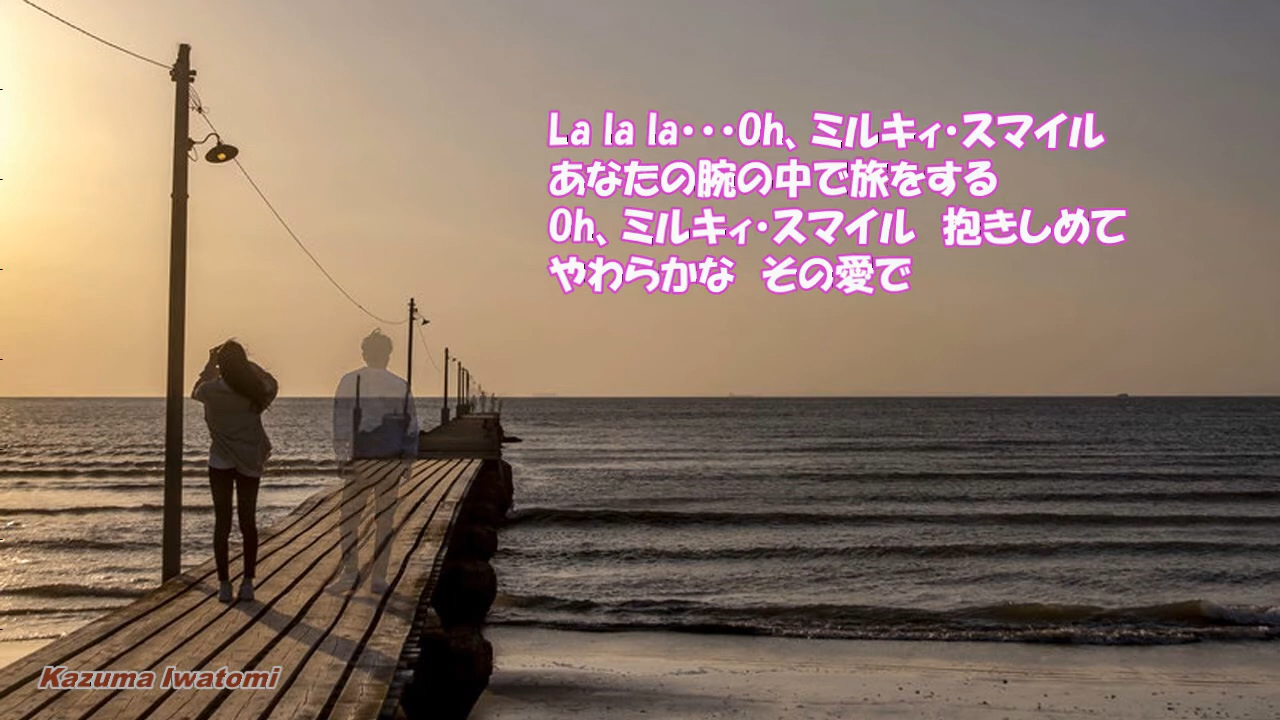 La la la･･･Oh、ミルキィ・スマイル
あなたの腕の中で旅をする
Oh、ミルキィ・スマイル　抱きしめて
やわらかな　その愛で
Kazuma Iwatomi